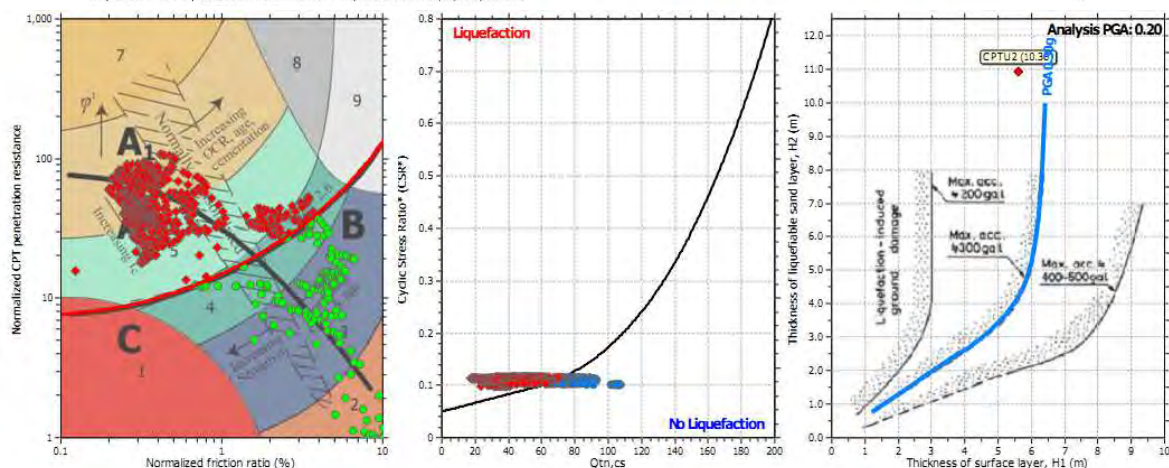 1,000
100
10
1
0.1
1
10
Normalized CPT penetration resistance
Normalized friction ratio (%)
7
8
9
φ'
Increasing
OCR, age,
cementation
A1
B
C
5
4
1
2
Increasing
sensitivity
Liquefaction
No Liquefaction
Cyclic Stress Ratio* (CSR*)
0.8
0.7
0.6
0.5
0.4
0.3
0.2
0.1
0
0
20
40
60
80
100
120
140
160
180
200
Qtn,cs
Analysis PGA: 0.20
CPTU2 (10.30)
Thickness of liquefiable sand layer, H2 (m)
12.0
11.0
10.0
9.0
8.0
7.0
6.0
5.0
4.0
3.0
2.0
1.0
0.0
0
1
2
3
4
5
6
7
8
9
10
Thickness of surface layer, H1 (m)
Liquefaction-induced
ground damage
Max. acc.
≒200gal
Max. acc.
≒300gal
Max. acc ≒
400-500gal